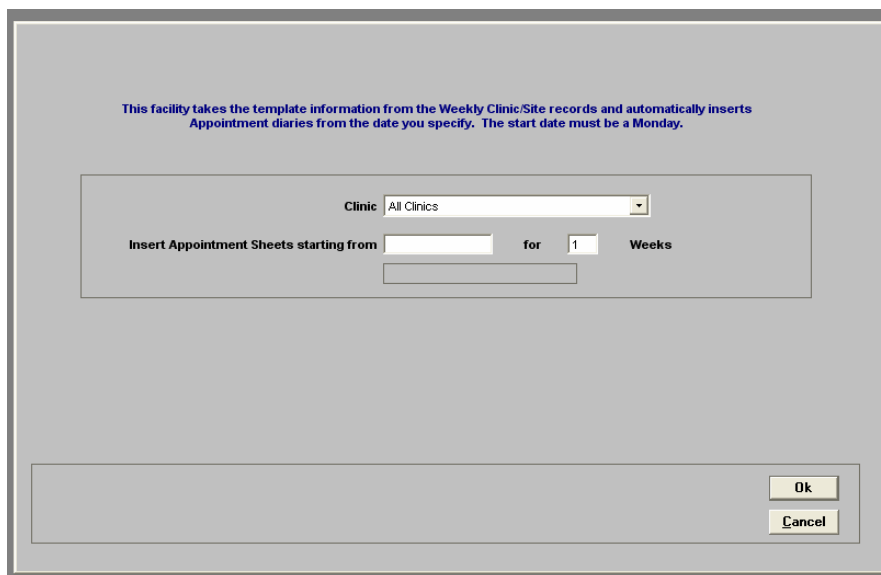 This facility takes the template information from the Weekly Clinic/Site records and automatically inserts
Appointment diaries from the date you specify. The start date must be a Monday.
Clinic All Clinics
Insert Appointment Sheets starting from for 1 Weeks
Ok
Cancel